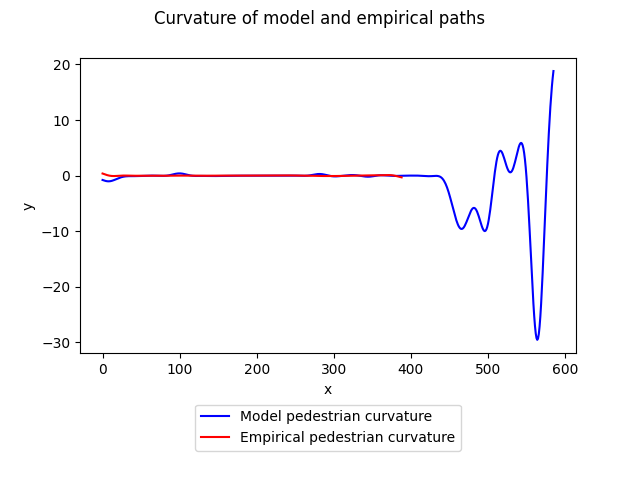 Curvature of model and empirical paths
20
10
0
−10
−20
−30
y
0 100 200 300 400 500 600
x
Model pedestrian curvature
Empirical pedestrian curvature